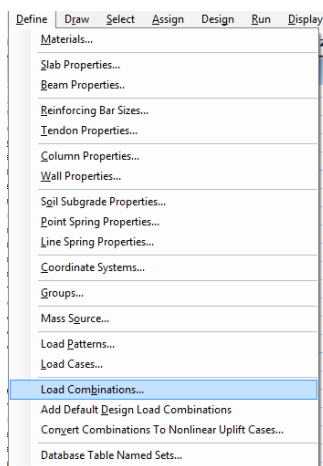 Define Draw Select Assign Design Run Display
Materials...
Slab Properties...
Beam Properties..
Reinforcing Bar Sizes...
Tendon Properties...
Column Properties...
Wall Properties...
Soil Subgrade Properties...
Point Spring Properties...
Line Spring Properties...
Coordinate Systems...
Groups...
Mass Source...
Load Patterns...
Load Cases...
Load Combinations...
Add Default Design Load Combinations
Convert Combinations To Nonlinear Uplift Cases...
Database Table Named Sets...